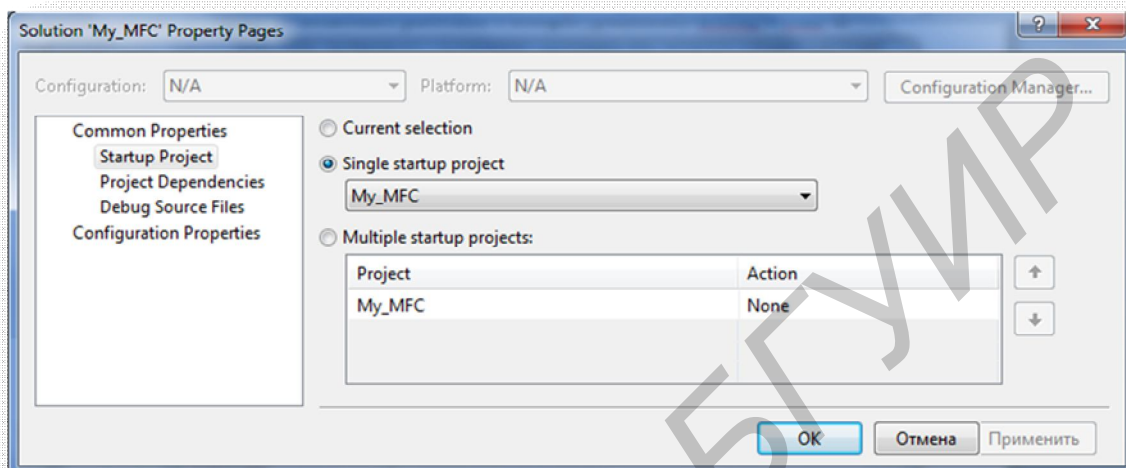 Solution 'My_MFC' Property Pages
Configuration: N/A Platform: N/A Configuration Manager...
Common Properties
Startup Project
Project Dependencies
Debug Source Files
Configuration Properties
Current selection
Single startup project
My_MFC
Multiple startup projects:
Project Action
My_MFC None
OK Отмена Применить
БГУИР